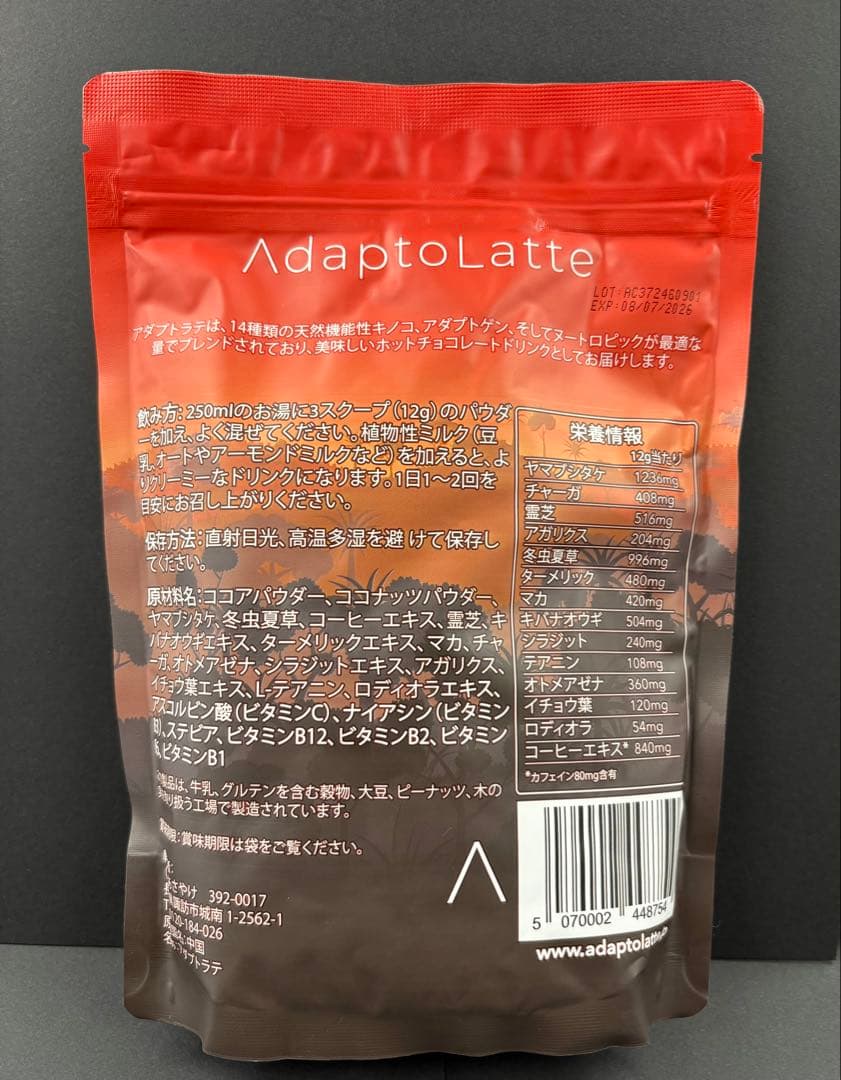 AdaptoLatte
LOT:AC372460901
EXP:08/07/2026
アダプトラテは、14種類の天然機能性キノコ、アダプトゲン、そしてヌートロピックが最適な
量でブレンドされており、美味しいホットチョコレートドリンクとしてお届けします。
飲み方: 250mlのお湯に3スクープ(12g)のパウダ
ーを加え、よく混ぜてください。植物性ミルク(豆
乳、オートやアーモンドミルクなど)を加えると、よ
りクリーミーなドリンクになります。1日1〜2回を
目安にお召し上がりください。
保存方法:直射日光、高温多湿を避 けて保存し
てください。
原材料名:ココアパウダー、ココナッツパウダー、
ヤマブシタケ、冬虫夏草、コーヒーエキス、霊芝、キ
バナオウギエキス、ターメリックエキス、マカ、チャ
ーガ、オトメアゼナ、シラジットエキス、アガリクス、
イチョウ葉エキス、L-テアニン、ロディオラエキス、
アスコルビン酸(ビタミンC)、ナイアシン(ビタミン
B3)、ステビア、ビタミンB12、ビタミンB2、ビタミン
B6、ビタミンB1
製品は、牛乳、グルテンを含む穀物、大豆、ピーナッツ、木の
り扱う工場で製造されています。
限:賞味期限は袋をご覧ください。
さやけ 392-0017
諏訪市城南 1-2562-1
20-184-026
中国
アダプトラテ
栄養情報
12g当たり
ヤマブシタケ 1236mg
チャーガ 408mg
霊芝 516mg
アガリクス 204mg
冬虫夏草 996mg
ターメリック 480mg
マカ 420mg
キバナオウギ 504mg
シラジット 240mg
テアニン 108mg
オトメアゼナ 360mg
イチョウ葉 120mg
ロディオラ 54mg
コーヒーエキス* 840mg
*カフェイン80mg含有
5 070002 448754
www.adaptolatte.c